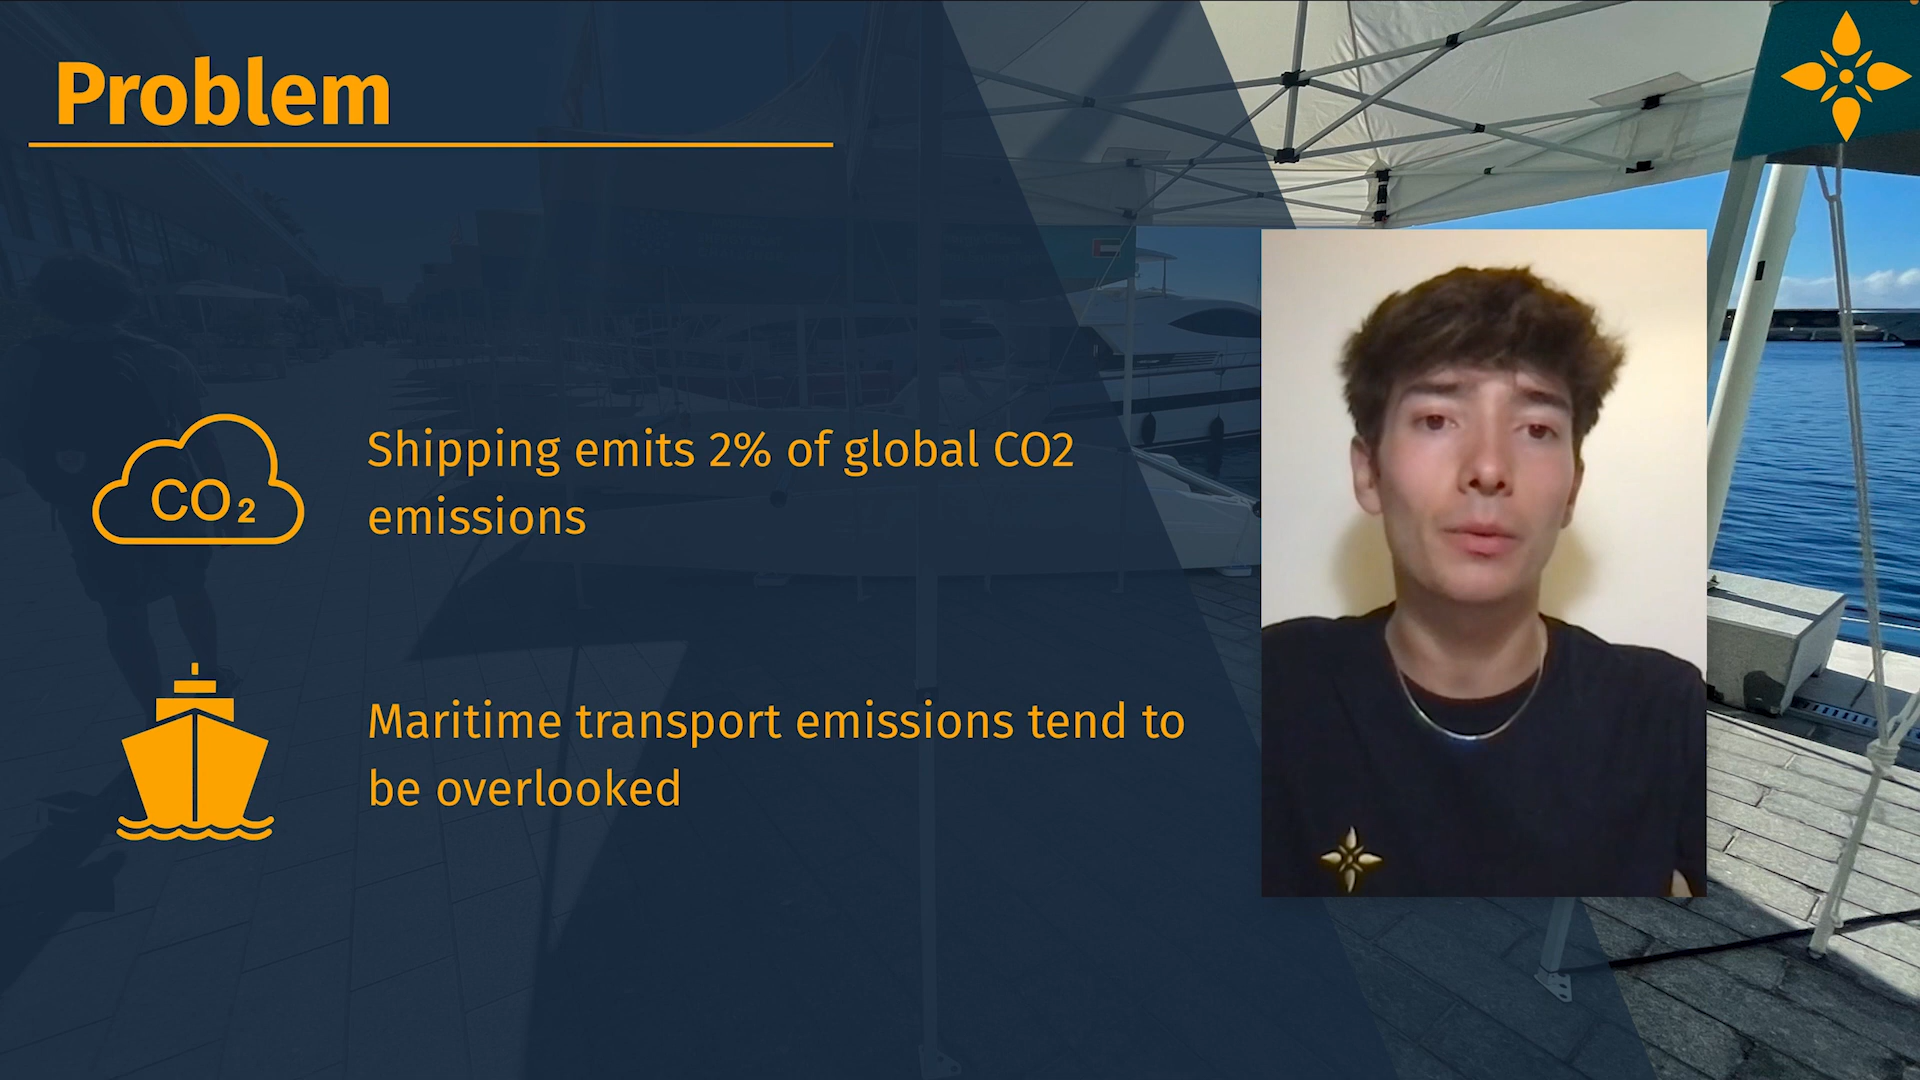 Problem
CO₂
Shipping emits 2% of global CO2
emissions
Maritime transport emissions tend to
be overlooked